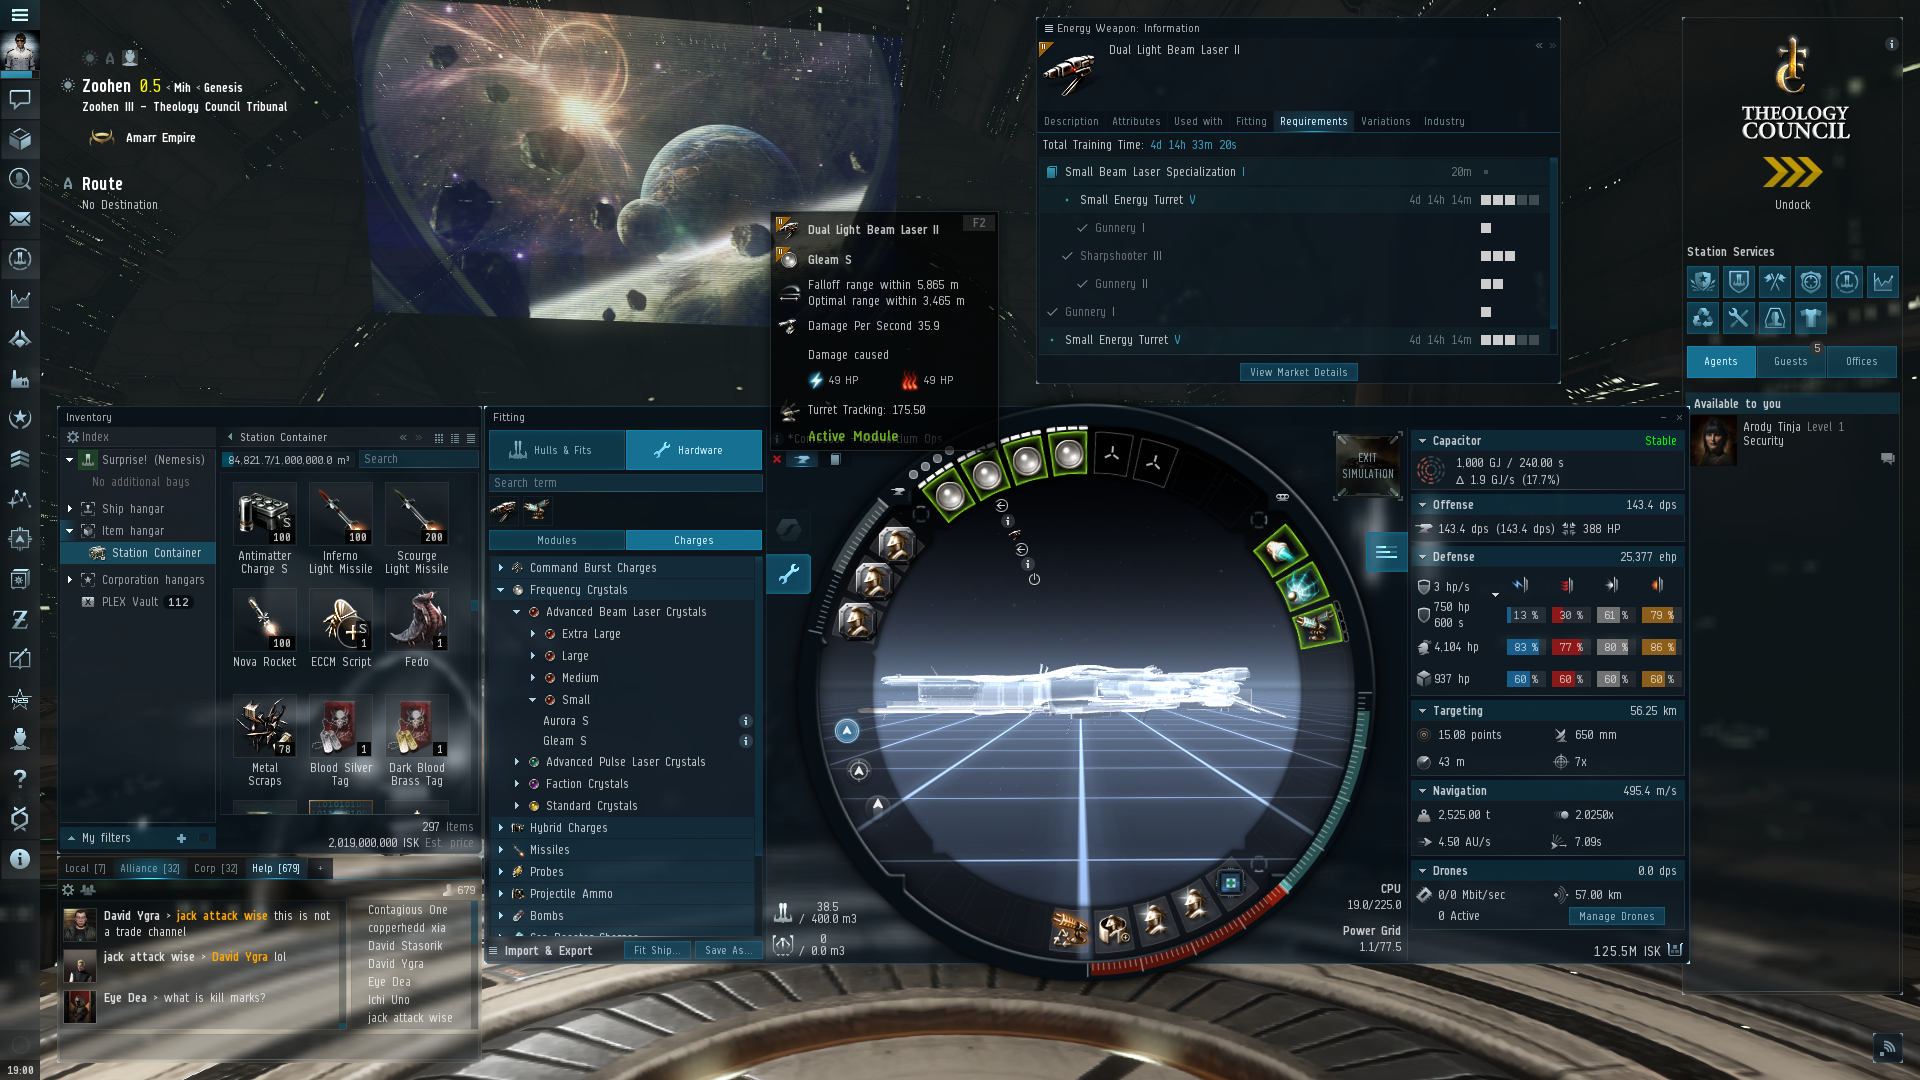 Zoohen 0.5 < Mih < Genesis
Zoohen III - Theology Council Tribunal
Amarr Empire
Route
No Destination
Energy Weapon: Information
Dual Light Beam Laser II
Description
Attributes
Used with
Fitting
Requirements
Variations
Industry
Total Training Time: 4d 14h 33m 20s
Small Beam Laser Specialization I
20m
Small Energy Turret V
4d 14h 14m
Gunnery I
Sharpshooter III
Gunnery II
Gunnery I
Small Energy Turret V
4d 14h 14m
View Market Details
THEOLOGY
COUNCIL
Undock
Station Services
Agents
Guests
5
Offices
Available to you
Arody Tinja Level 1
Security
Dual Light Beam Laser II
F2
Gleam S
Falloff range within 5,865 m
Optimal range within 3,465 m
Damage Per Second 35.9
Damage caused
49 HP
49 HP
Turret Tracking: 175.50
Active Module
Inventory
Index
Surprise! (Nemesis)
No additional bays
Ship hangar
Item hangar
Station Container
Corporation hangars
PLEX Vault 112
My filters
Station Container
84,821.7/1,000,000.0 m³
Search
S
100
Antimatter
Charge S
100
Inferno
Light Missile
200
Scourge
Light Missile
100
Nova Rocket
S
1
ECCM Script
1
Fedo
78
Metal
Scraps
1
Blood Silver
Tag
1
Dark Blood
Brass Tag
297 Items
2,019,000,000 ISK Est. price
Local [7]
Alliance [32]
Corp [32]
Help [679]
+
679
David Ygra > jack attack wise this is not
a trade channel
jack attack wise > David Ygra lol
Eye Dea > what is kill marks?
Contagious One
copperhedd xia
David Stasorik
David Ygra
Eye Dea
Ichi Uno
jack attack wise
19:00
Fitting
Hulls & Fits
Hardware
Search term
Modules
Charges
Command Burst Charges
Frequency Crystals
Advanced Beam Laser Crystals
Extra Large
Large
Medium
Small
Aurora S
Gleam S
Advanced Pulse Laser Crystals
Faction Crystals
Standard Crystals
Hybrid Charges
Missiles
Probes
Projectile Ammo
Bombs
Import & Export
Fit Ship...
Save As...
38.5
/ 400.0 m3
0
/ 0.0 m3
EXIT
SIMULATION
CPU
19.0/225.0
Power Grid
1.1/77.5
Capacitor
Stable
1,000 GJ / 240.00 s
Δ 1.9 GJ/s (17.7%)
Offense
143.4 dps
143.4 dps (143.4 dps)
388 HP
Defense
25,377 ehp
3 hp/s
750 hp
600 s
13 %
30 %
61 %
79 %
4,104 hp
83 %
77 %
80 %
86 %
937 hp
60 %
60 %
60 %
60 %
Targeting
56.25 km
15.08 points
650 mm
43 m
7x
Navigation
495.4 m/s
2,525.00 t
2.0250x
4.50 AU/s
7.09s
Drones
0.0 dps
0/0 Mbit/sec
57.00 km
0 Active
Manage Drones
125.5M ISK